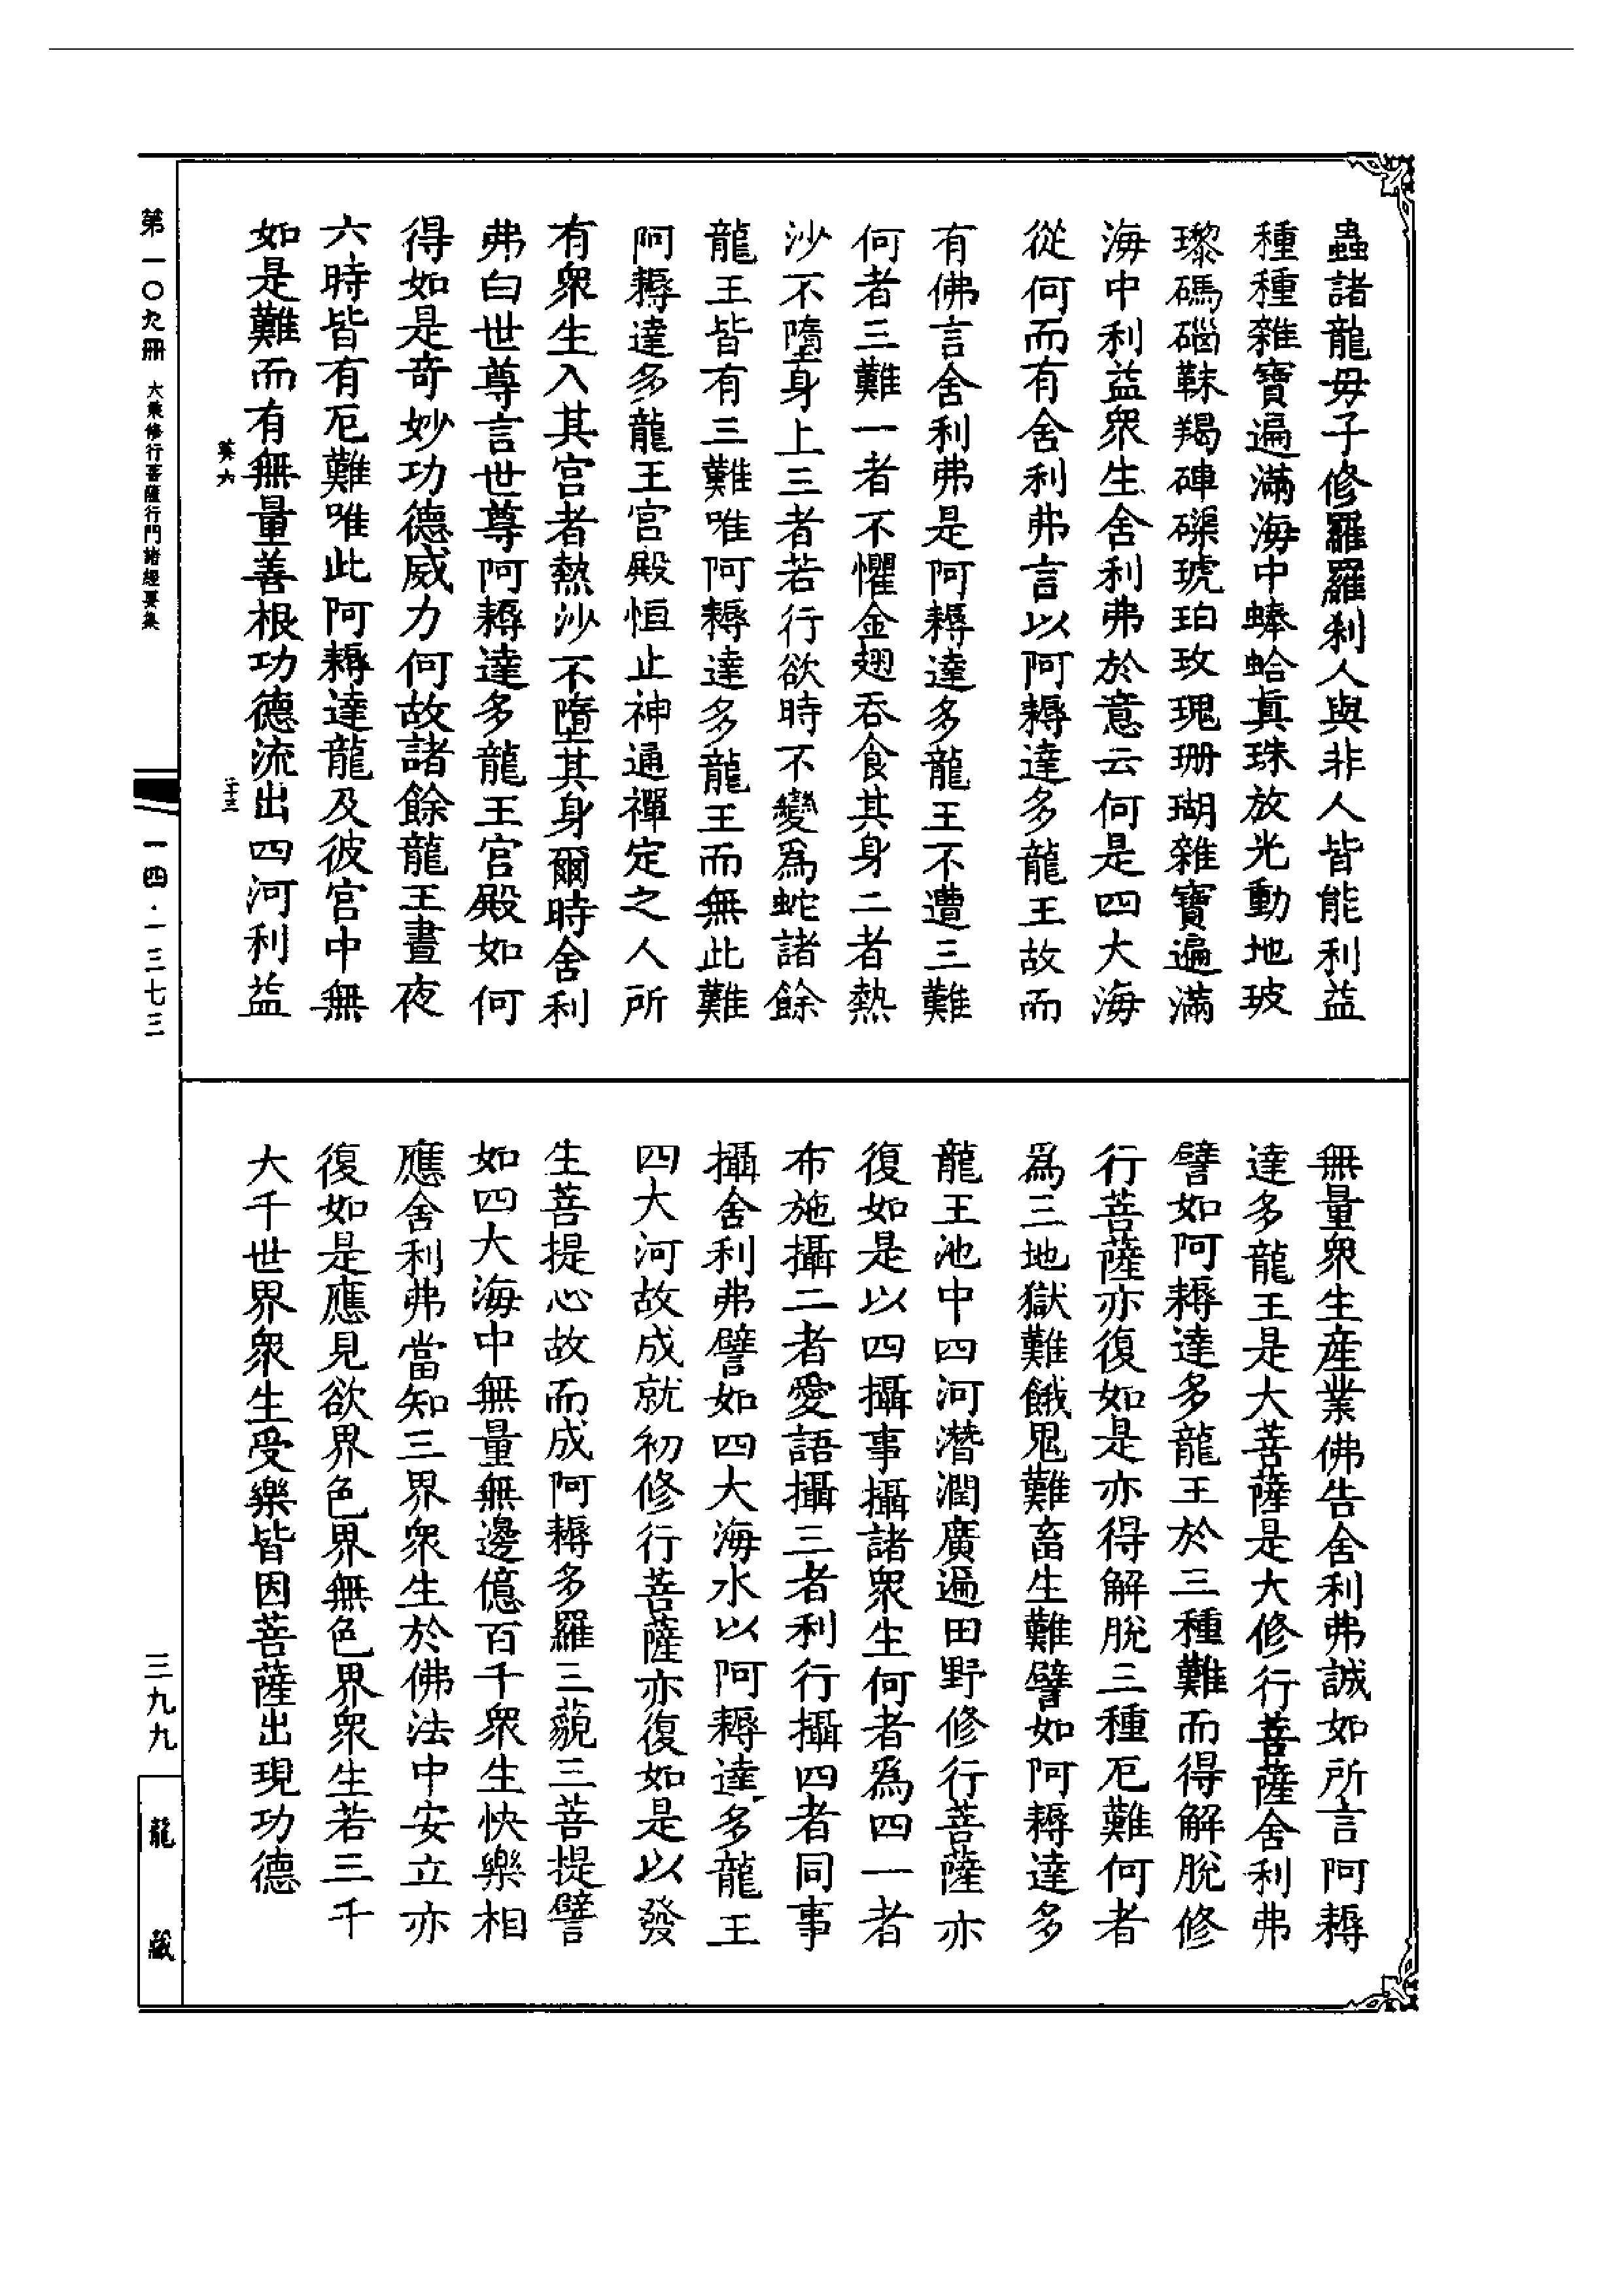 蟲諸龍毋子修羅羅刹人與非人皆能利益
種種雜寶遍滿海中蜯蛤眞珠放光動地玻
瓈碼碯靺羯硨磲琥珀玫瑰珊瑚雜寶遍滿
海中利益衆生舍利弗於意云何是四大海
從何而有舍利弗言以阿耨達多龍王故而
有佛言舍利弗是阿耨達多龍王不遭三難
何者三難一者不懼金翅吞食其身二者熱
沙不墮身上三者若行欲時不變爲蛇諸餘
龍王皆有三難唯阿耨達多龍王而無此難
阿耨達多龍王宮殿恒止神通禪定之人所
有衆生入其宮者熱沙不墮其身爾時舍利
弗白世尊言世尊阿耨達多龍王宮殿如何
得如是奇妙功德威力何故諸餘龍王晝夜
六時皆有厄難唯此阿耨達龍及彼宮中無
如是難而有無量善根功德流出四河利益
無量衆生產業佛告舍利弗誠如所言阿耨
達多龍王是大菩薩是大修行菩薩舍利弗
譬如阿耨達多龍王於三種難而得解脫修
行菩薩亦復如是亦得解脫三種厄難何者
爲三地獄難餓鬼難畜生難譬如阿耨達多
龍王池中四河潛潤廣遍田野修行菩薩亦
復如是以四攝事攝諸衆生何者爲四一者
布施攝二者愛語攝三者利行攝四者同事
攝舍利弗譬如四大海水以阿耨達多龍王
四大河故成就初修行菩薩亦復如是以發
生菩提心故而成阿耨多羅三藐三菩提譬
如四大海中無量無邊億百千衆生快樂相
應舍利弗當知三界衆生於佛法中安立亦
復如是應見欲界色界無色界衆生若三千
大千世界衆生受樂皆因菩薩出現功德
第一〇九冊 大乘修行菩薩行門諸經要集
二十三
一四·一三七三
三九九
龍藏